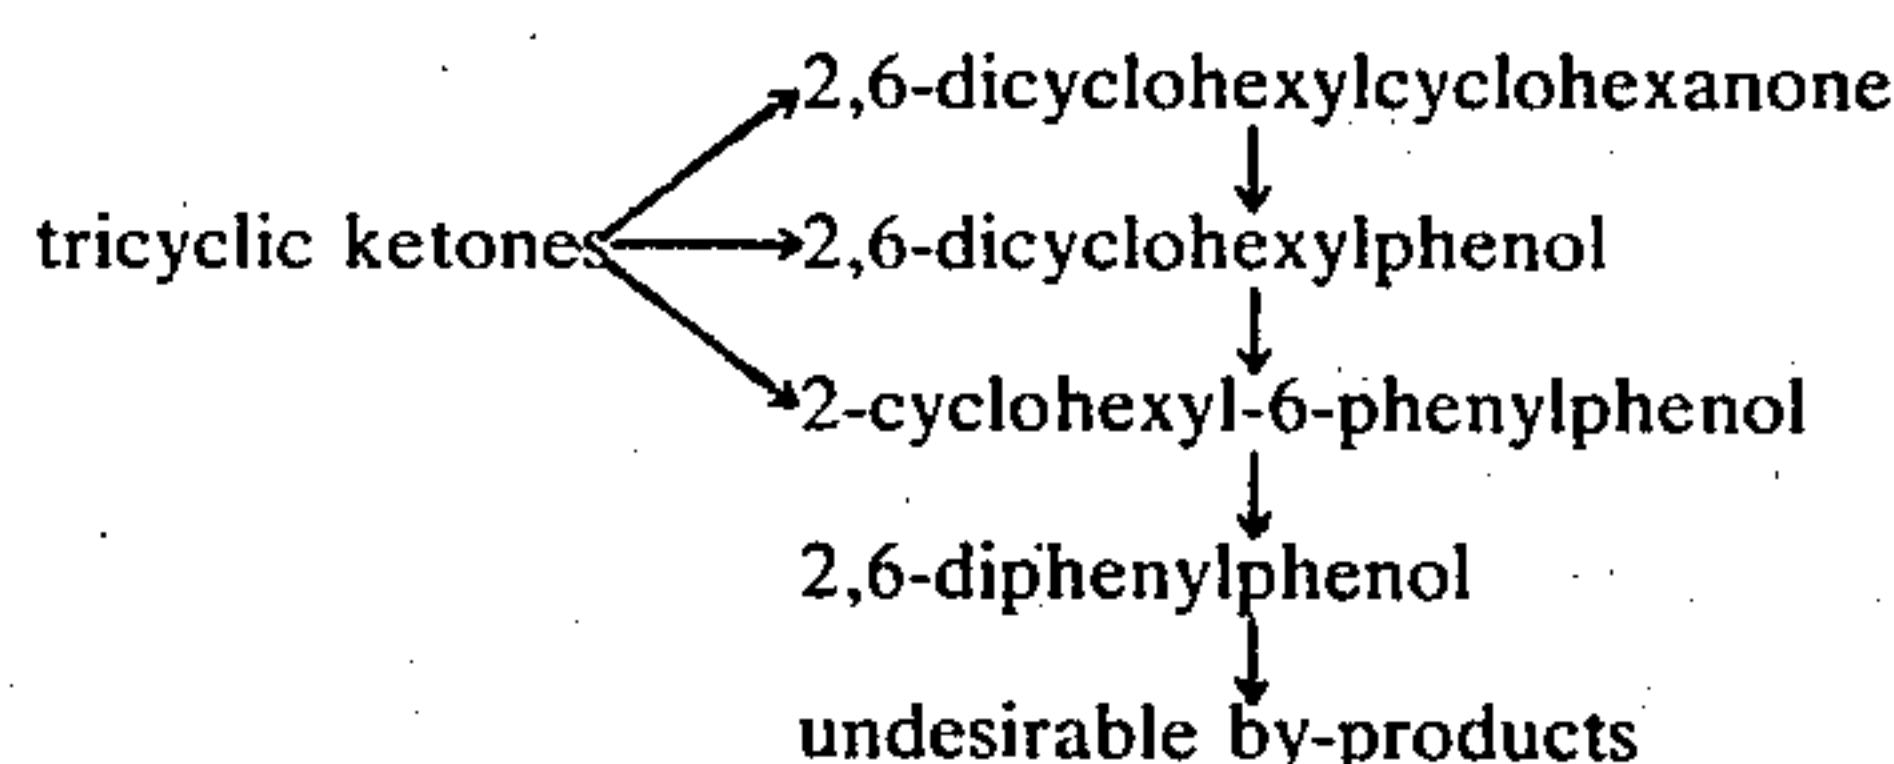 2,6-dicyclohexylcyclohexanone
tricyclic ketones
2,6-dicyclohexylphenol
2-cyclohexyl-6-phenylphenol
2,6-diphenylphenol
undesirable by-products